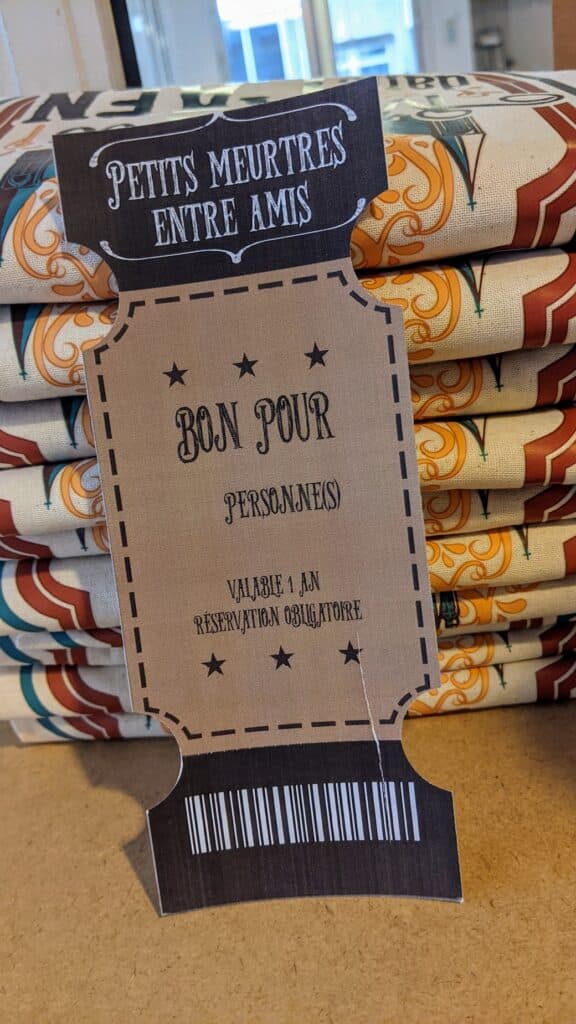 PETITS MEURTRES
ENTRE AMIS
BON POUR
PERSONNE(S)
VALABLE 1 AN
RÉSERVATION OBLIGATOIRE